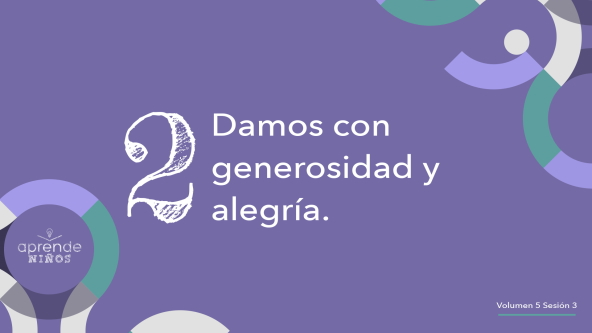 2
Damos con
generosidad y
alegría.
aprende
NIÑOS
Volumen 5 Sesión 3